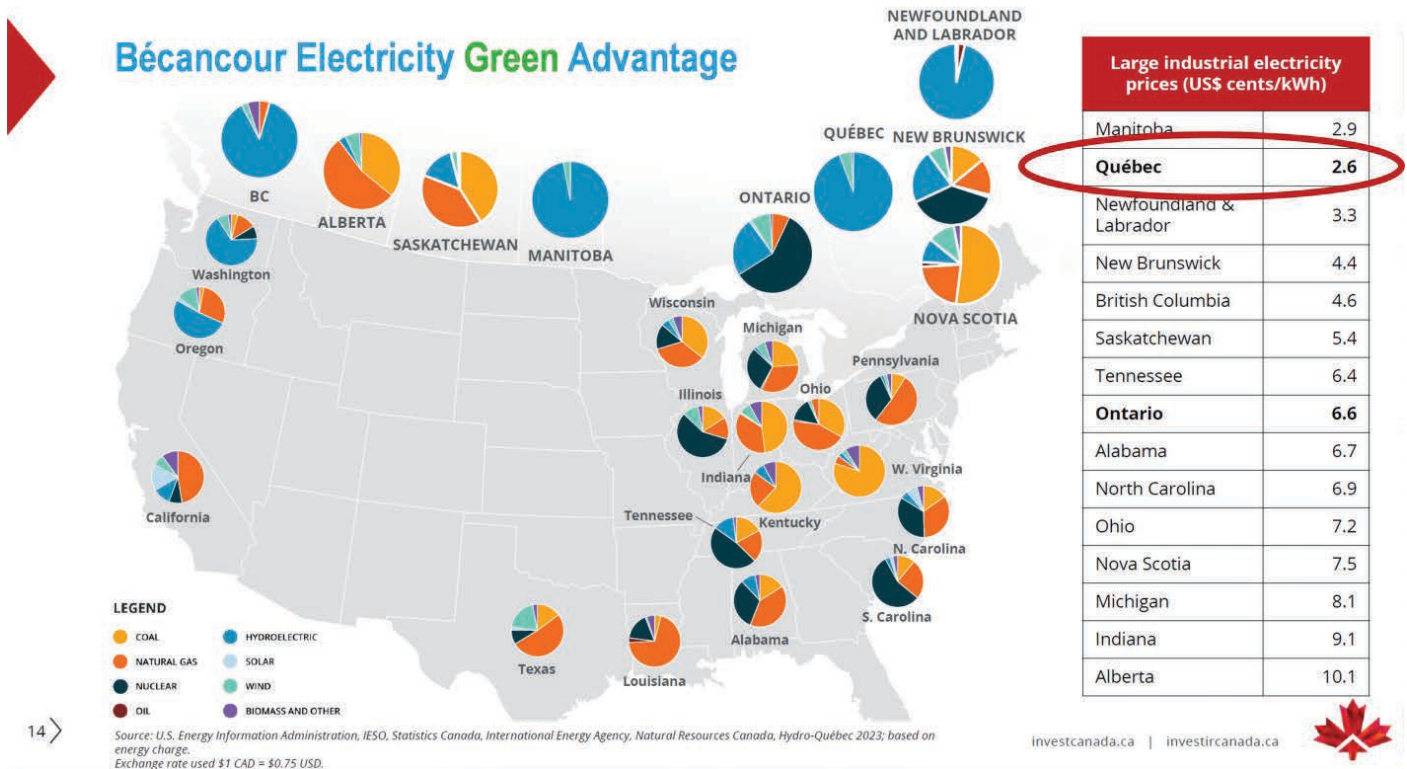 Bécancour Electricity Green Advantage
NEWFOUNDLAND
AND LABRADOR
QUÉBEC
NEW BRUNSWICK
BC
ALBERTA
SASKATCHEWAN
MANITOBA
ONTARIO
NOVA SCOTIA
Washington
Oregon
California
Wisconsin
Michigan
Pennsylvania
Illinois
Ohio
Indiana
W. Virginia
Kentucky
Tennessee
N. Carolina
S. Carolina
Alabama
Texas
Louisiana
LEGEND
COAL
HYDROELECTRIC
NATURAL GAS
SOLAR
NUCLEAR
WIND
OIL
BIOMASS AND OTHER
Large industrial electricity
prices (US$ cents/kWh)
Manitoba 2.9
Québec 2.6
Newfoundland &
Labrador 3.3
New Brunswick 4.4
British Columbia 4.6
Saskatchewan 5.4
Tennessee 6.4
Ontario 6.6
Alabama 6.7
North Carolina 6.9
Ohio 7.2
Nova Scotia 7.5
Michigan 8.1
Indiana 9.1
Alberta 10.1
14
Source: U.S. Energy Information Administration, IESO, Statistics Canada, International Energy Agency, Natural Resources Canada, Hydro-Québec 2023; based on
energy charge.
Exchange rate used $1 CAD = $0.75 USD.
investcanada.ca | investircanada.ca